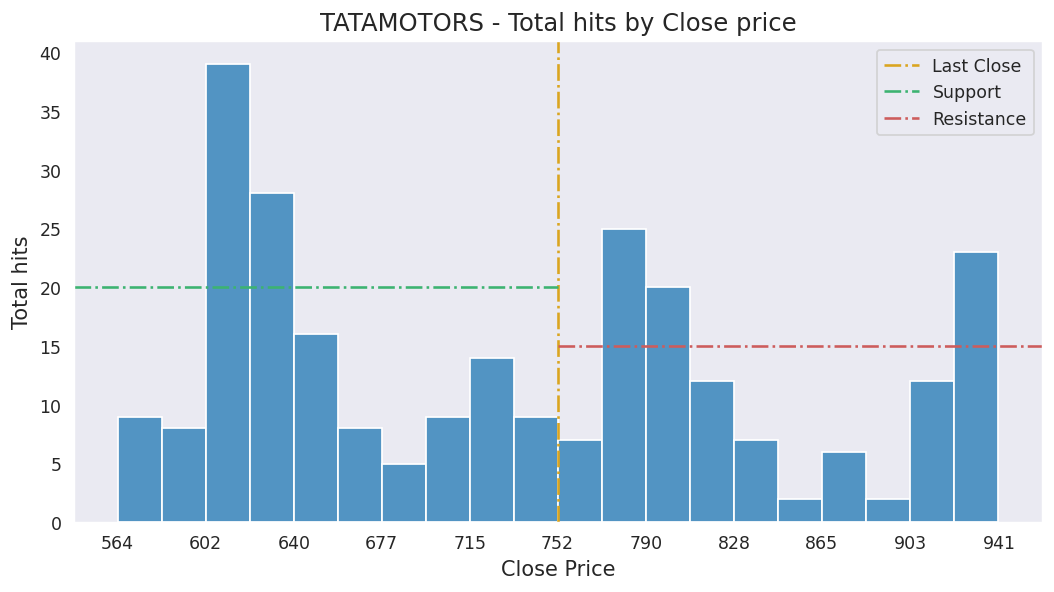 TATAMOTORS - Total hits by Close price
Last Close
Support
Resistance
40
35
30
25
20
15
10
5
0
Total hits
564 602 640 677 715 752 790 828 865 903 941
Close Price